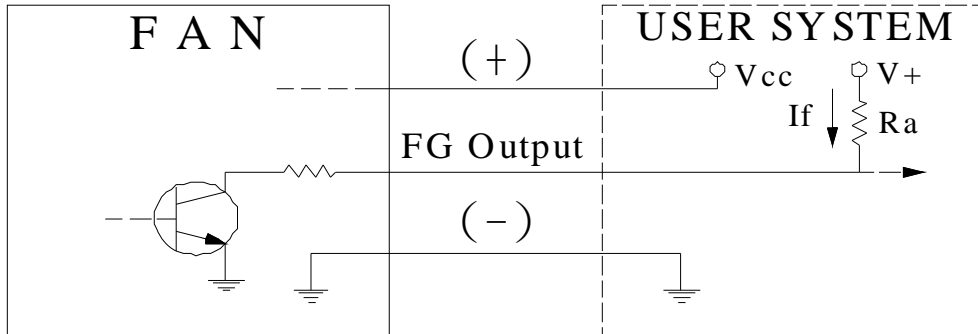 F A N
USER SYSTEM
(+)
Vcc
V+
If
Ra
FG Output
(-)